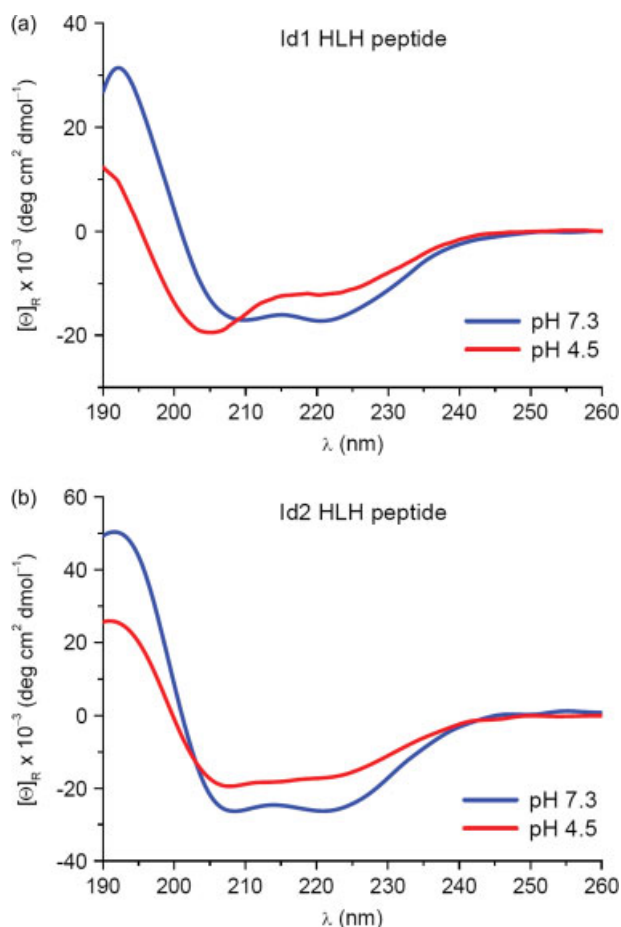 (a)
Id1 HLH peptide
[Θ]R x 10−3 (deg cm2 dmol−1)
40
20
0
-20
pH 7.3
pH 4.5
190 200 210 220 230 240 250 260
λ (nm)
(b)
Id2 HLH peptide
[Θ]R x 10−3 (deg cm2 dmol−1)
60
40
20
0
-20
-40
pH 7.3
pH 4.5
190 200 210 220 230 240 250 260
λ (nm)